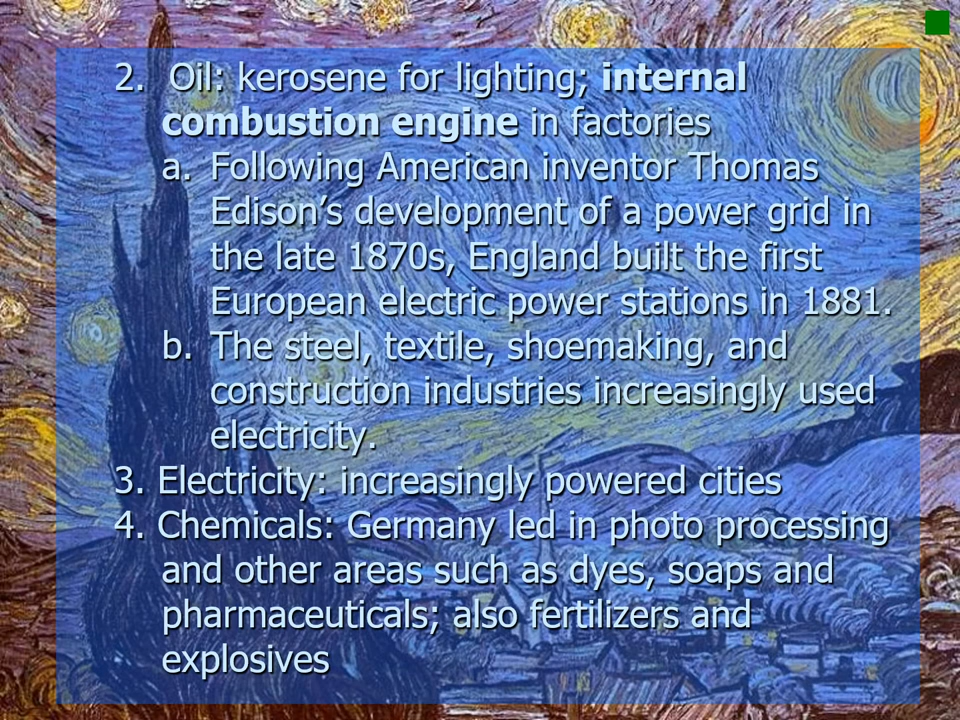 2. Oil: kerosene for lighting; internal
combustion engine in factories
a. Following American inventor Thomas
Edison’s development of a power grid in
the late 1870s, England built the first
European electric power stations in 1881.
b. The steel, textile, shoemaking, and
construction industries increasingly used
electricity.
3. Electricity: increasingly powered cities
4. Chemicals: Germany led in photo processing
and other areas such as dyes, soaps and
pharmaceuticals; also fertilizers and
explosives